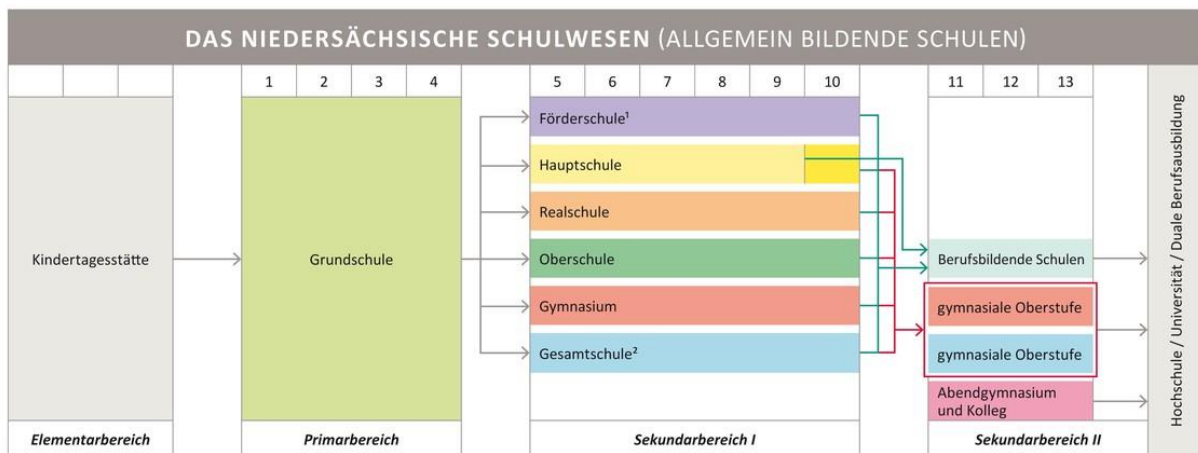 DAS NIEDERSÄCHSISCHE SCHULWESEN (ALLGEMEIN BILDENDE SCHULEN)
1 2 3 4 5 6 7 8 9 10 11 12 13
Kindertagesstätte
Grundschule
Förderschule¹
Hauptschule
Realschule
Oberschule
Gymnasium
Gesamtschule²
Berufsbildende Schulen
gymnasiale Oberstufe
gymnasiale Oberstufe
Abendgymnasium
und Kolleg
Hochschule / Universität / Duale Berufsausbildung
Elementarbereich
Primarbereich
Sekundarbereich I
Sekundarbereich II